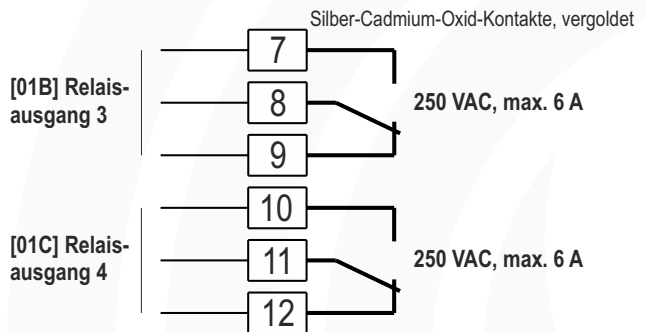 Silber-Cadmium-Oxid-Kontakte, vergoldet
7
[01B] Relais-
ausgang 3
8
250 VAC, max. 6 A
9
10
[01C] Relais-
ausgang 4
11
250 VAC, max. 6 A
12